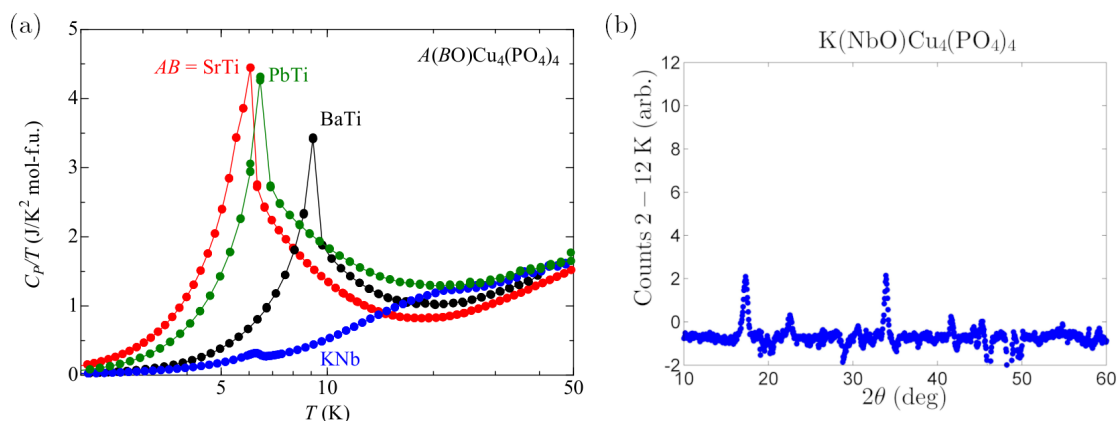 (a)
A(BO)Cu₄(PO₄)₄
AB = SrTi
PbTi
BaTi
KNb
C_P/T (J/K² mol-f.u.)
5
4
3
2
1
0
5
10
50
T (K)
(b)
K(NbO)Cu₄(PO₄)₄
Counts 2 − 12 K (arb.)
12
10
8
6
4
2
0
-2
10
20
30
40
50
60
2θ (deg)